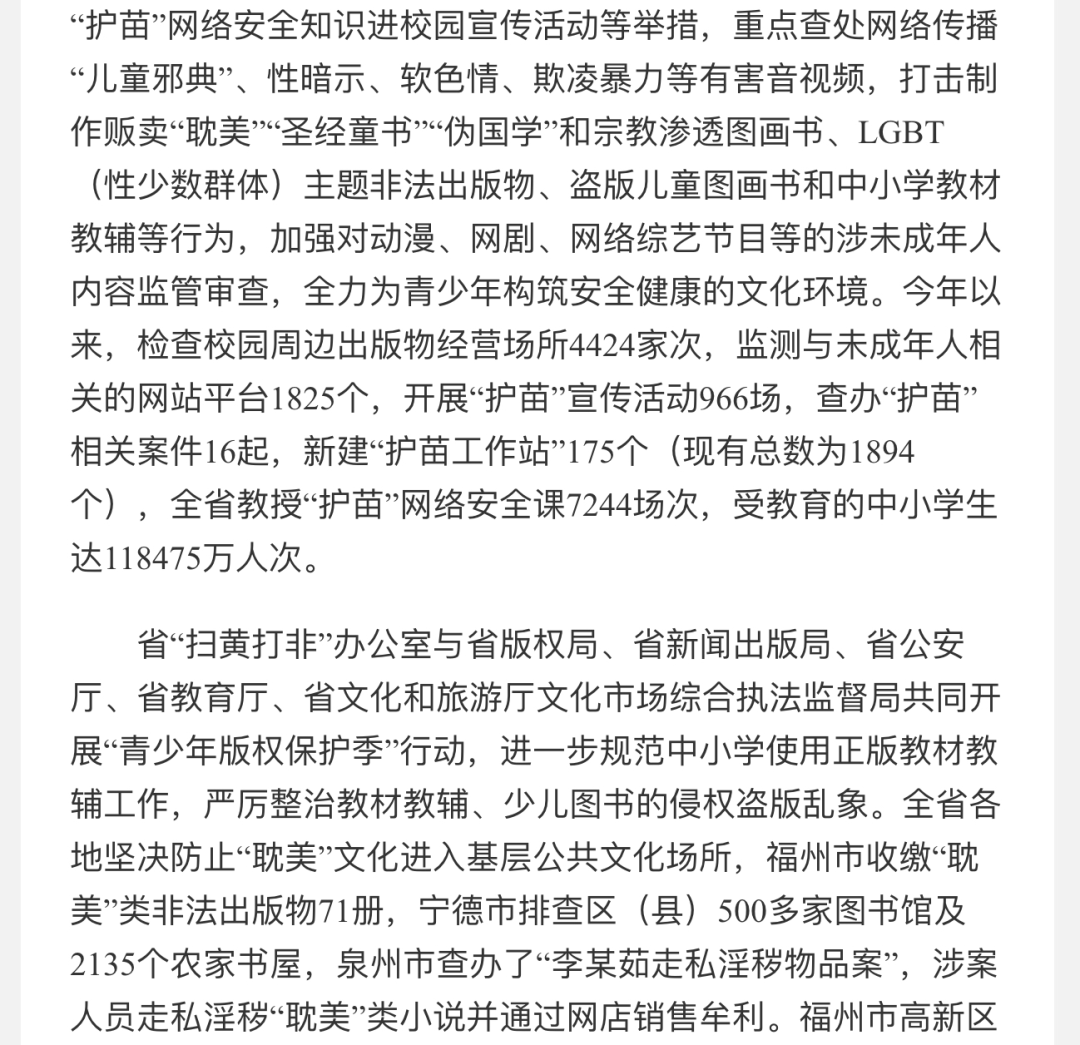 “护苗”网络安全知识进校园宣传活动等举措，重点查处网络传播
“儿童邪典”、性暗示、软色情、欺凌暴力等有害音视频，打击制
作贩卖“耽美”“圣经童书”“伪国学”和宗教渗透图画书、LGBT
（性少数群体）主题非法出版物、盗版儿童图画书和中小学教材
教辅等行为，加强对动漫、网剧、网络综艺节目等的涉未成年人
内容监管审查，全力为青少年构筑安全健康的文化环境。今年以
来，检查校园周边出版物经营场所4424家次，监测与未成年人相
关的网站平台1825个，开展“护苗”宣传活动966场，查办“护苗”
相关案件16起，新建“护苗工作站”175个（现有总数为1894
个），全省教授“护苗”网络安全课7244场次，受教育的中小学生
达118475万人次。
省“扫黄打非”办公室与省版权局、省新闻出版局、省公安
厅、省教育厅、省文化和旅游厅文化市场综合执法监督局共同开
展“青少年版权保护季”行动，进一步规范中小学使用正版教材教
辅工作，严厉整治教材教辅、少儿图书的侵权盗版乱象。全省各
地坚决防止“耽美”文化进入基层公共文化场所，福州市收缴“耽
美”类非法出版物71册，宁德市排查区（县）500多家图书馆及
2135个农家书屋，泉州市查办了“李某茹走私淫秽物品案”，涉案
人员走私淫秽“耽美”类小说并通过网店销售牟利。福州市高新区